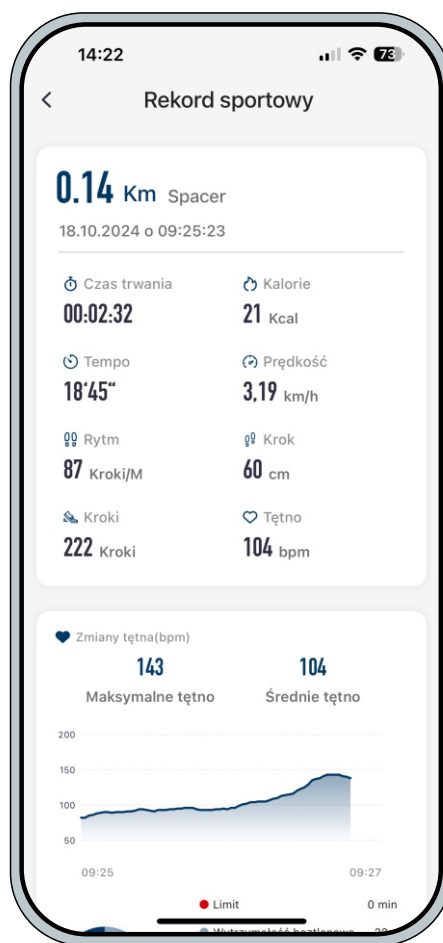 14:22
73
Rekord sportowy
0.14 Km Spacer
18.10.2024 o 09:25:23
Czas trwania
Kalorie
00:02:32
21 Kcal
Tempo
Prędkość
18'45“
3,19 km/h
Rytm
Krok
87 Kroki/M
60 cm
Kroki
Tętno
222 Kroki
104 bpm
Zmiany tętna(bpm)
143
104
Maksymalne tętno
Średnie tętno
200
150
100
50
09:25
09:27
Limit
0 min